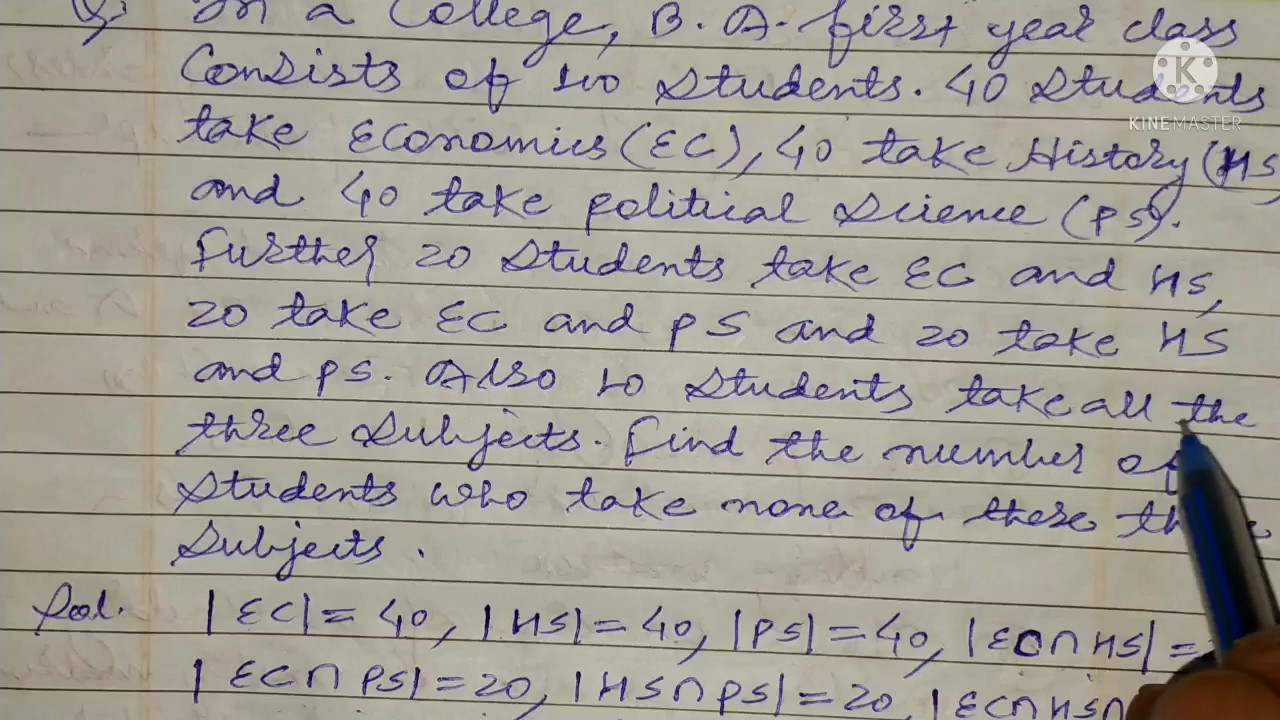 Q. In a College, B.A. first year class
Consists of 100 Students. 40 Students
take Economics (EC), 40 take History (HS
and 40 take political Science (PS).
Further 20 Students take EC and HS,
20 take EC and PS and 20 take HS
and PS. Also 10 Students take all the
three Subjects. Find the number of
Students who take none of these
Subjects.
Sol. |EC| = 40, |HS| = 40, |PS| = 40, |EC∩HS| =
|EC∩PS| = 20, |HS∩PS| = 20, |EC∩HS∩
K
KINEMASTER